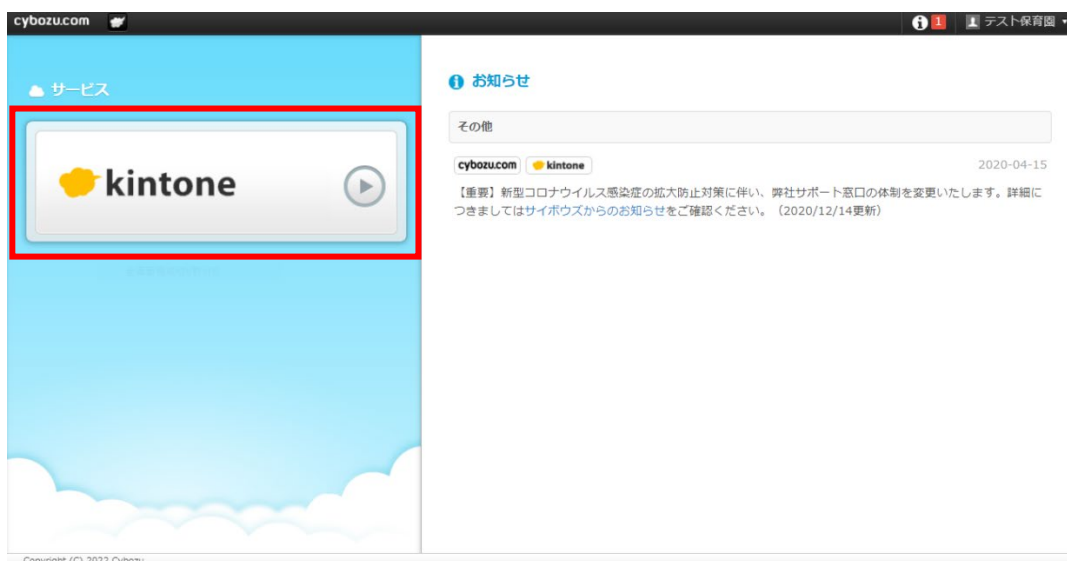 cybozu.com
1
テスト保育園
サービス
kintone
お知らせ
その他
cybozu.com kintone 2020-04-15
【重要】新型コロナウイルス感染症の拡大防止対策に伴い、弊社サポート窓口の体制を変更いたします。詳細に
つきましてはサイボウズからのお知らせをご確認ください。（2020/12/14更新）
Copyright (C) 2022 Cybozu